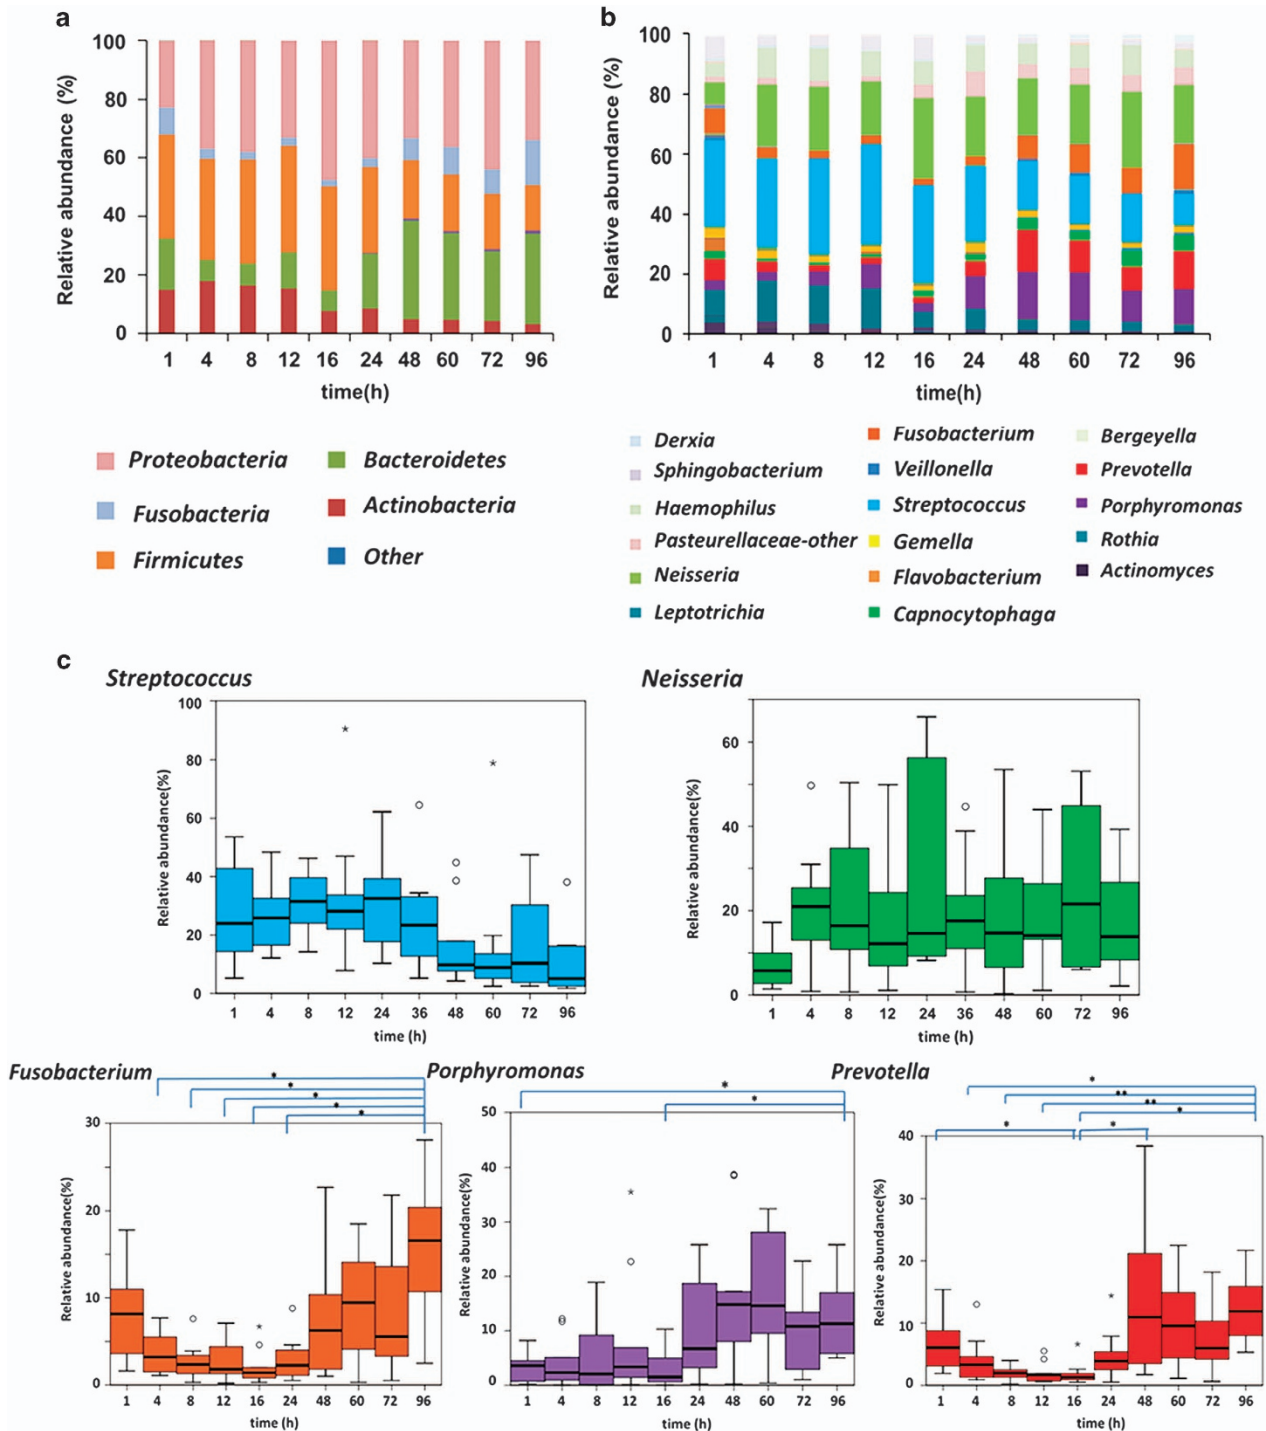 a
b
Relative abundance (%)
100
80
60
40
20
0
1 4 8 12 16 24 48 60 72 96
time(h)
Relative abundance (%)
100
80
60
40
20
0
1 4 8 12 16 24 48 60 72 96
time(h)
Proteobacteria
Bacteroidetes
Fusobacteria
Actinobacteria
Firmicutes
Other
Derxia
Sphingobacterium
Haemophilus
Pasteurellaceae-other
Neisseria
Leptotrichia
Fusobacterium
Veillonella
Streptococcus
Gemella
Flavobacterium
Capnocytophaga
Bergeyella
Prevotella
Porphyromonas
Rothia
Actinomyces
c
Streptococcus
Relative abundance(%)
100
80
60
40
20
0
1 4 8 12 24 36 48 60 72 96
time (h)
Neisseria
Relative abundance(%)
60
40
20
0
1 4 8 12 24 36 48 60 72 96
time (h)
Fusobacterium
Relative abundance(%)
30
20
10
0
1 4 8 12 16 24 48 60 72 96
time (h)
Porphyromonas
Relative abundance(%)
50
40
30
20
10
0
1 4 8 12 16 24 48 60 72 96
time (h)
Prevotella
Relative abundance(%)
40
30
20
10
0
1 4 8 12 16 24 48 60 72 96
time (h)